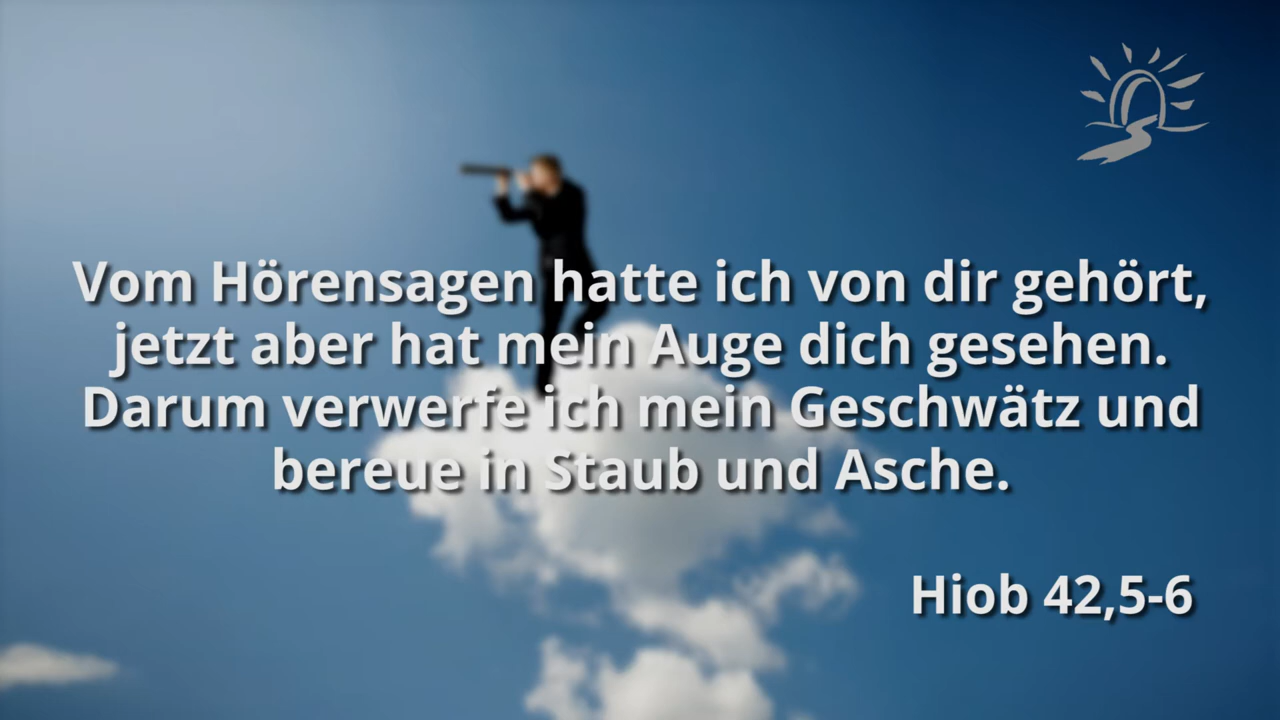 Vom Hörensagen hatte ich von dir gehört,
jetzt aber hat mein Auge dich gesehen.
Darum verwerfe ich mein Geschwätz und
bereue in Staub und Asche.
Hiob 42,5-6